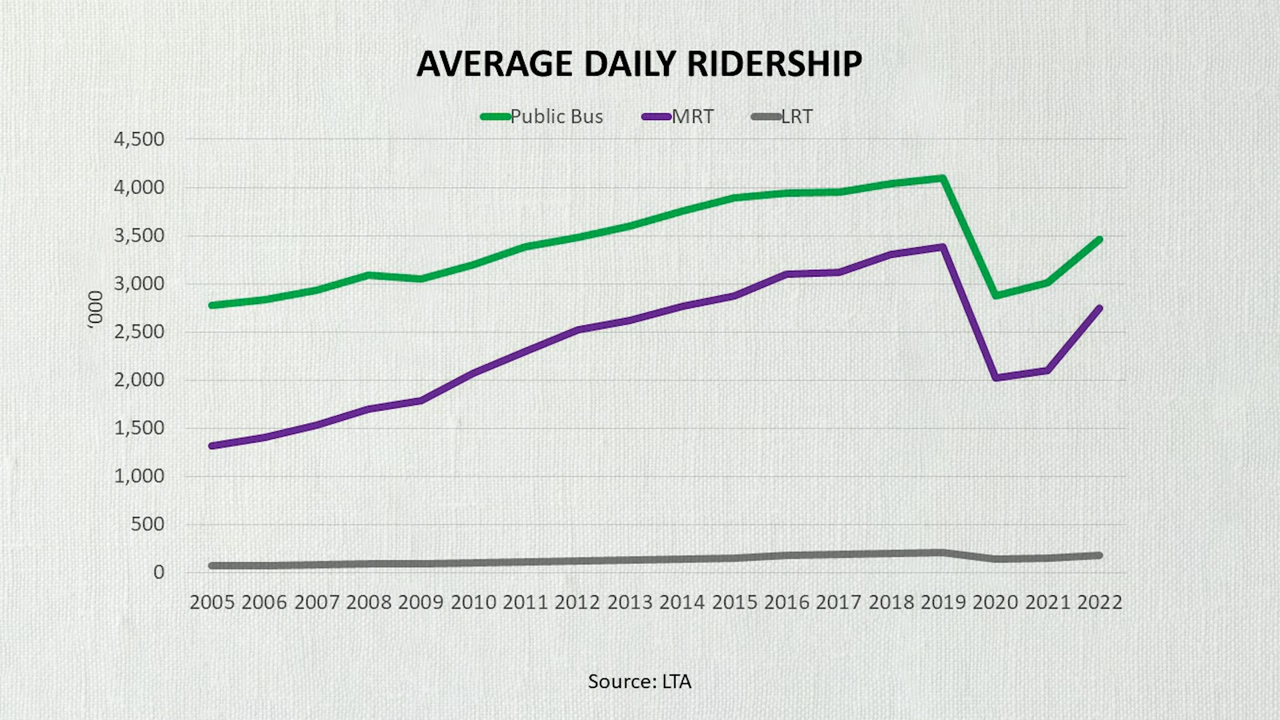 AVERAGE DAILY RIDERSHIP
Public Bus MRT LRT
4,500
4,000
3,500
3,000
2,500
2,000
1,500
1,000
500
0
‘000
2005 2006 2007 2008 2009 2010 2011 2012 2013 2014 2015 2016 2017 2018 2019 2020 2021 2022
Source: LTA